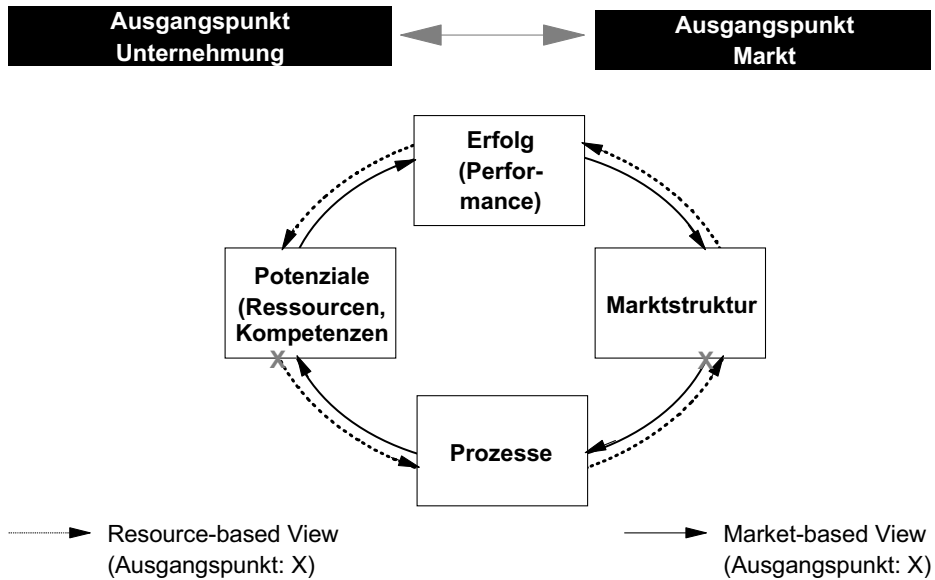 Ausgangspunkt
Unternehmung
Ausgangspunkt
Markt
Erfolg
(Perfor-
mance)
Potenziale
(Ressourcen,
Kompetenzen
Marktstruktur
X
X
Prozesse
Resource-based View
(Ausgangspunkt: X)
Market-based View
(Ausgangspunkt: X)